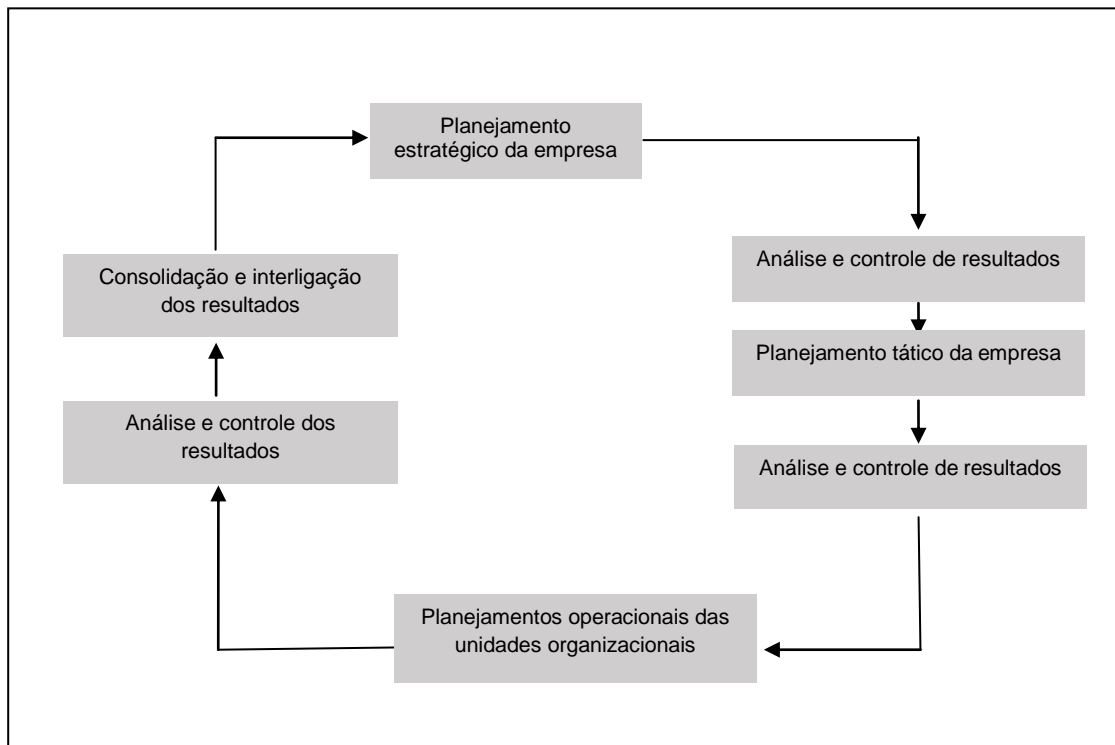 Planejamento
estratégico da empresa
Análise e controle de resultados
Planejamento tático da empresa
Análise e controle de resultados
Planejamentos operacionais das
unidades organizacionais
Análise e controle dos
resultados
Consolidação e interligação
dos resultados